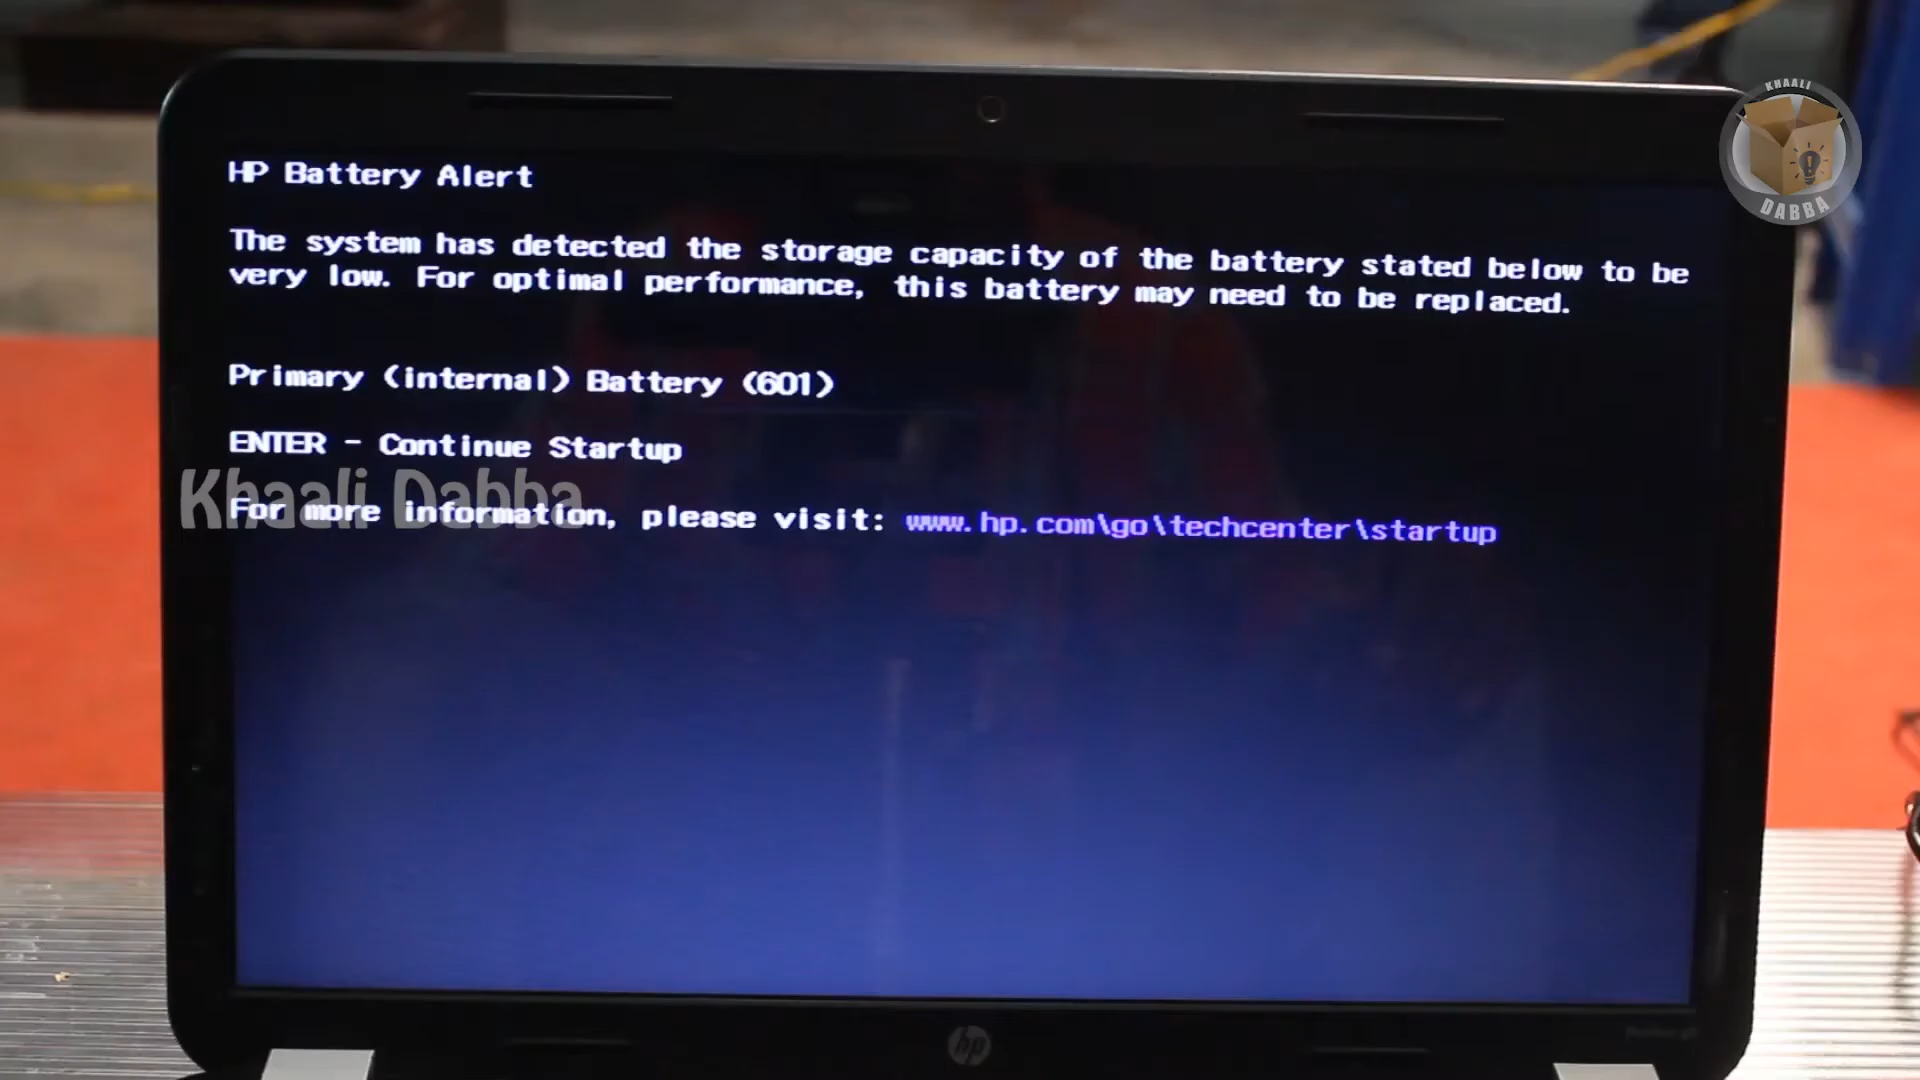 KHAALI
DABBA
HP Battery Alert
The system has detected the storage capacity of the battery stated below to be
very low. For optimal performance, this battery may need to be replaced.
Primary (internal) Battery (601)
ENTER - Continue Startup
Khaali Dabba
For more information, please visit: www.hp.com\go\techcenter\startup
hp